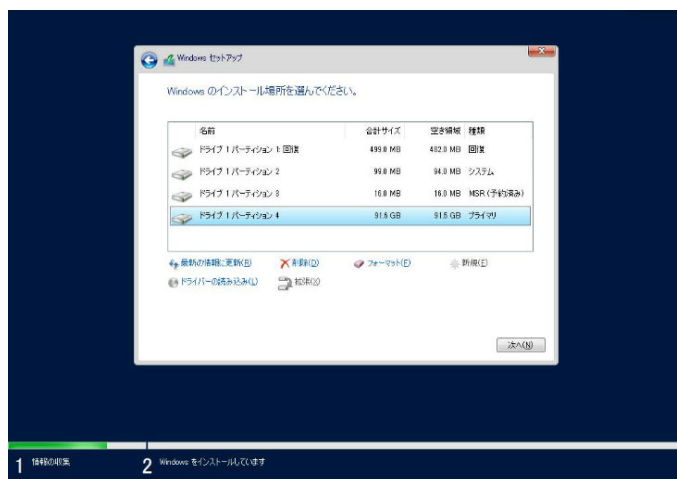 Windows セットアップ
Windows のインストール場所を選んでください。
名前 合計サイズ 空き領域 種類
ドライブ 1 パーティション 1: 回復 499.0 MB 482.0 MB 回復
ドライブ 1 パーティション 2 99.0 MB 94.0 MB システム
ドライブ 1 パーティション 3 16.0 MB 16.0 MB MSR (予約済み)
ドライブ 1 パーティション 4 91.5 GB 91.5 GB プライマリ
最新の情報に更新(R) 削除(D) フォーマット(F) 新規(E)
ドライバーの読み込み(L) 拡張(X)
次へ(N)
1 情報の収集 2 Windows をインストールしています